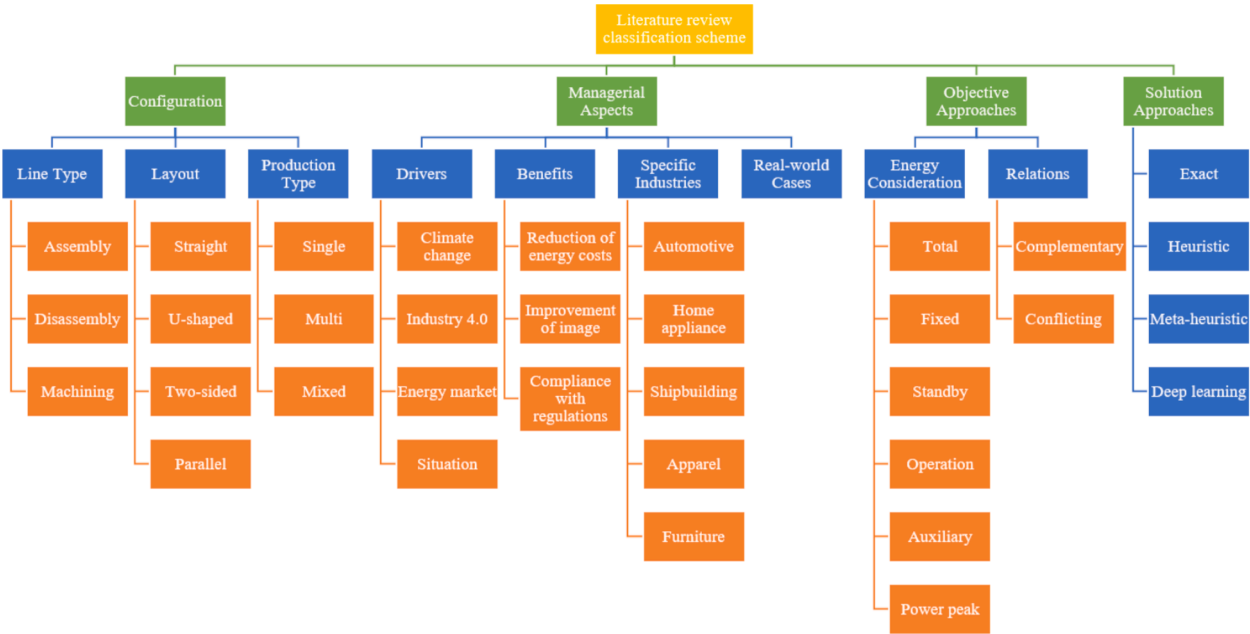 Literature review
classification scheme
Configuration
Managerial
Aspects
Objective
Approaches
Solution
Approaches
Line Type
Layout
Production
Type
Drivers
Benefits
Specific
Industries
Real-world
Cases
Energy
Consideration
Relations
Exact
Assembly
Straight
Single
Climate
change
Reduction of
energy costs
Automotive
Total
Complementary
Heuristic
Disassembly
U-shaped
Multi
Industry 4.0
Improvement
of image
Home
appliance
Fixed
Conflicting
Meta-heuristic
Machining
Two-sided
Mixed
Energy market
Compliance
with
regulations
Shipbuilding
Standby
Deep learning
Parallel
Situation
Apparel
Operation
Furniture
Auxiliary
Power peak